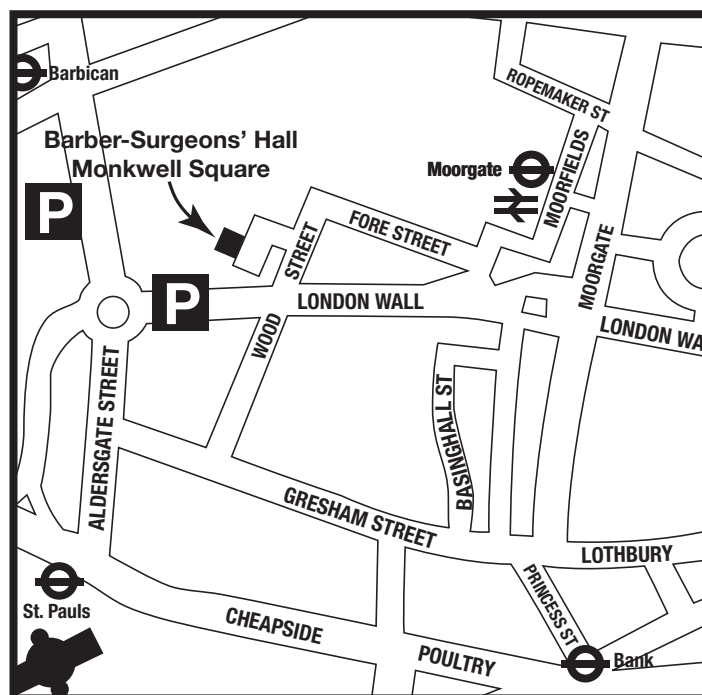 Barbican
ROPEMAKER ST
Barber-Surgeons' Hall
Monkwell Square
Moorgate
MOORFIELDS
P
FORE STREET
WOOD STREET
MOORGATE
P
LONDON WALL
LONDON WA
ALDERSGATE STREET
BASINGHALL ST
GRESHAM STREET
LOTHBURY
PRINCESS ST
St. Pauls
CHEAPSIDE
POULTRY
Bank